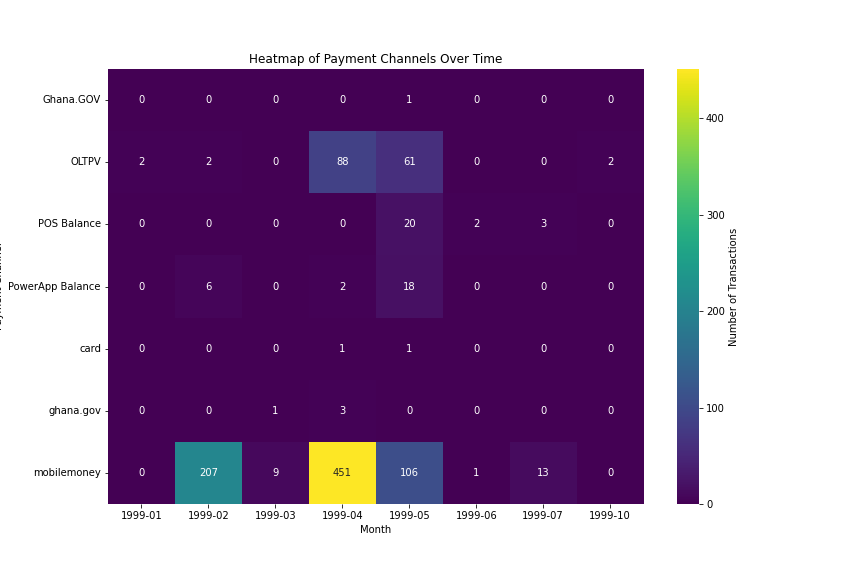 Heatmap of Payment Channels Over Time
Ghana.GOV 0 0 0 0 1 0 0 0
OLTPV 2 2 0 88 61 0 0 2
POS Balance 0 0 0 0 20 2 3 0
PowerApp Balance 0 6 0 2 18 0 0 0
card 0 0 0 1 1 0 0 0
ghana.gov 0 0 1 3 0 0 0 0
mobilemoney 0 207 9 451 106 1 13 0
1999-01 1999-02 1999-03 1999-04 1999-05 1999-06 1999-07 1999-10
Month
400
300
200
100
0
Number of Transactions